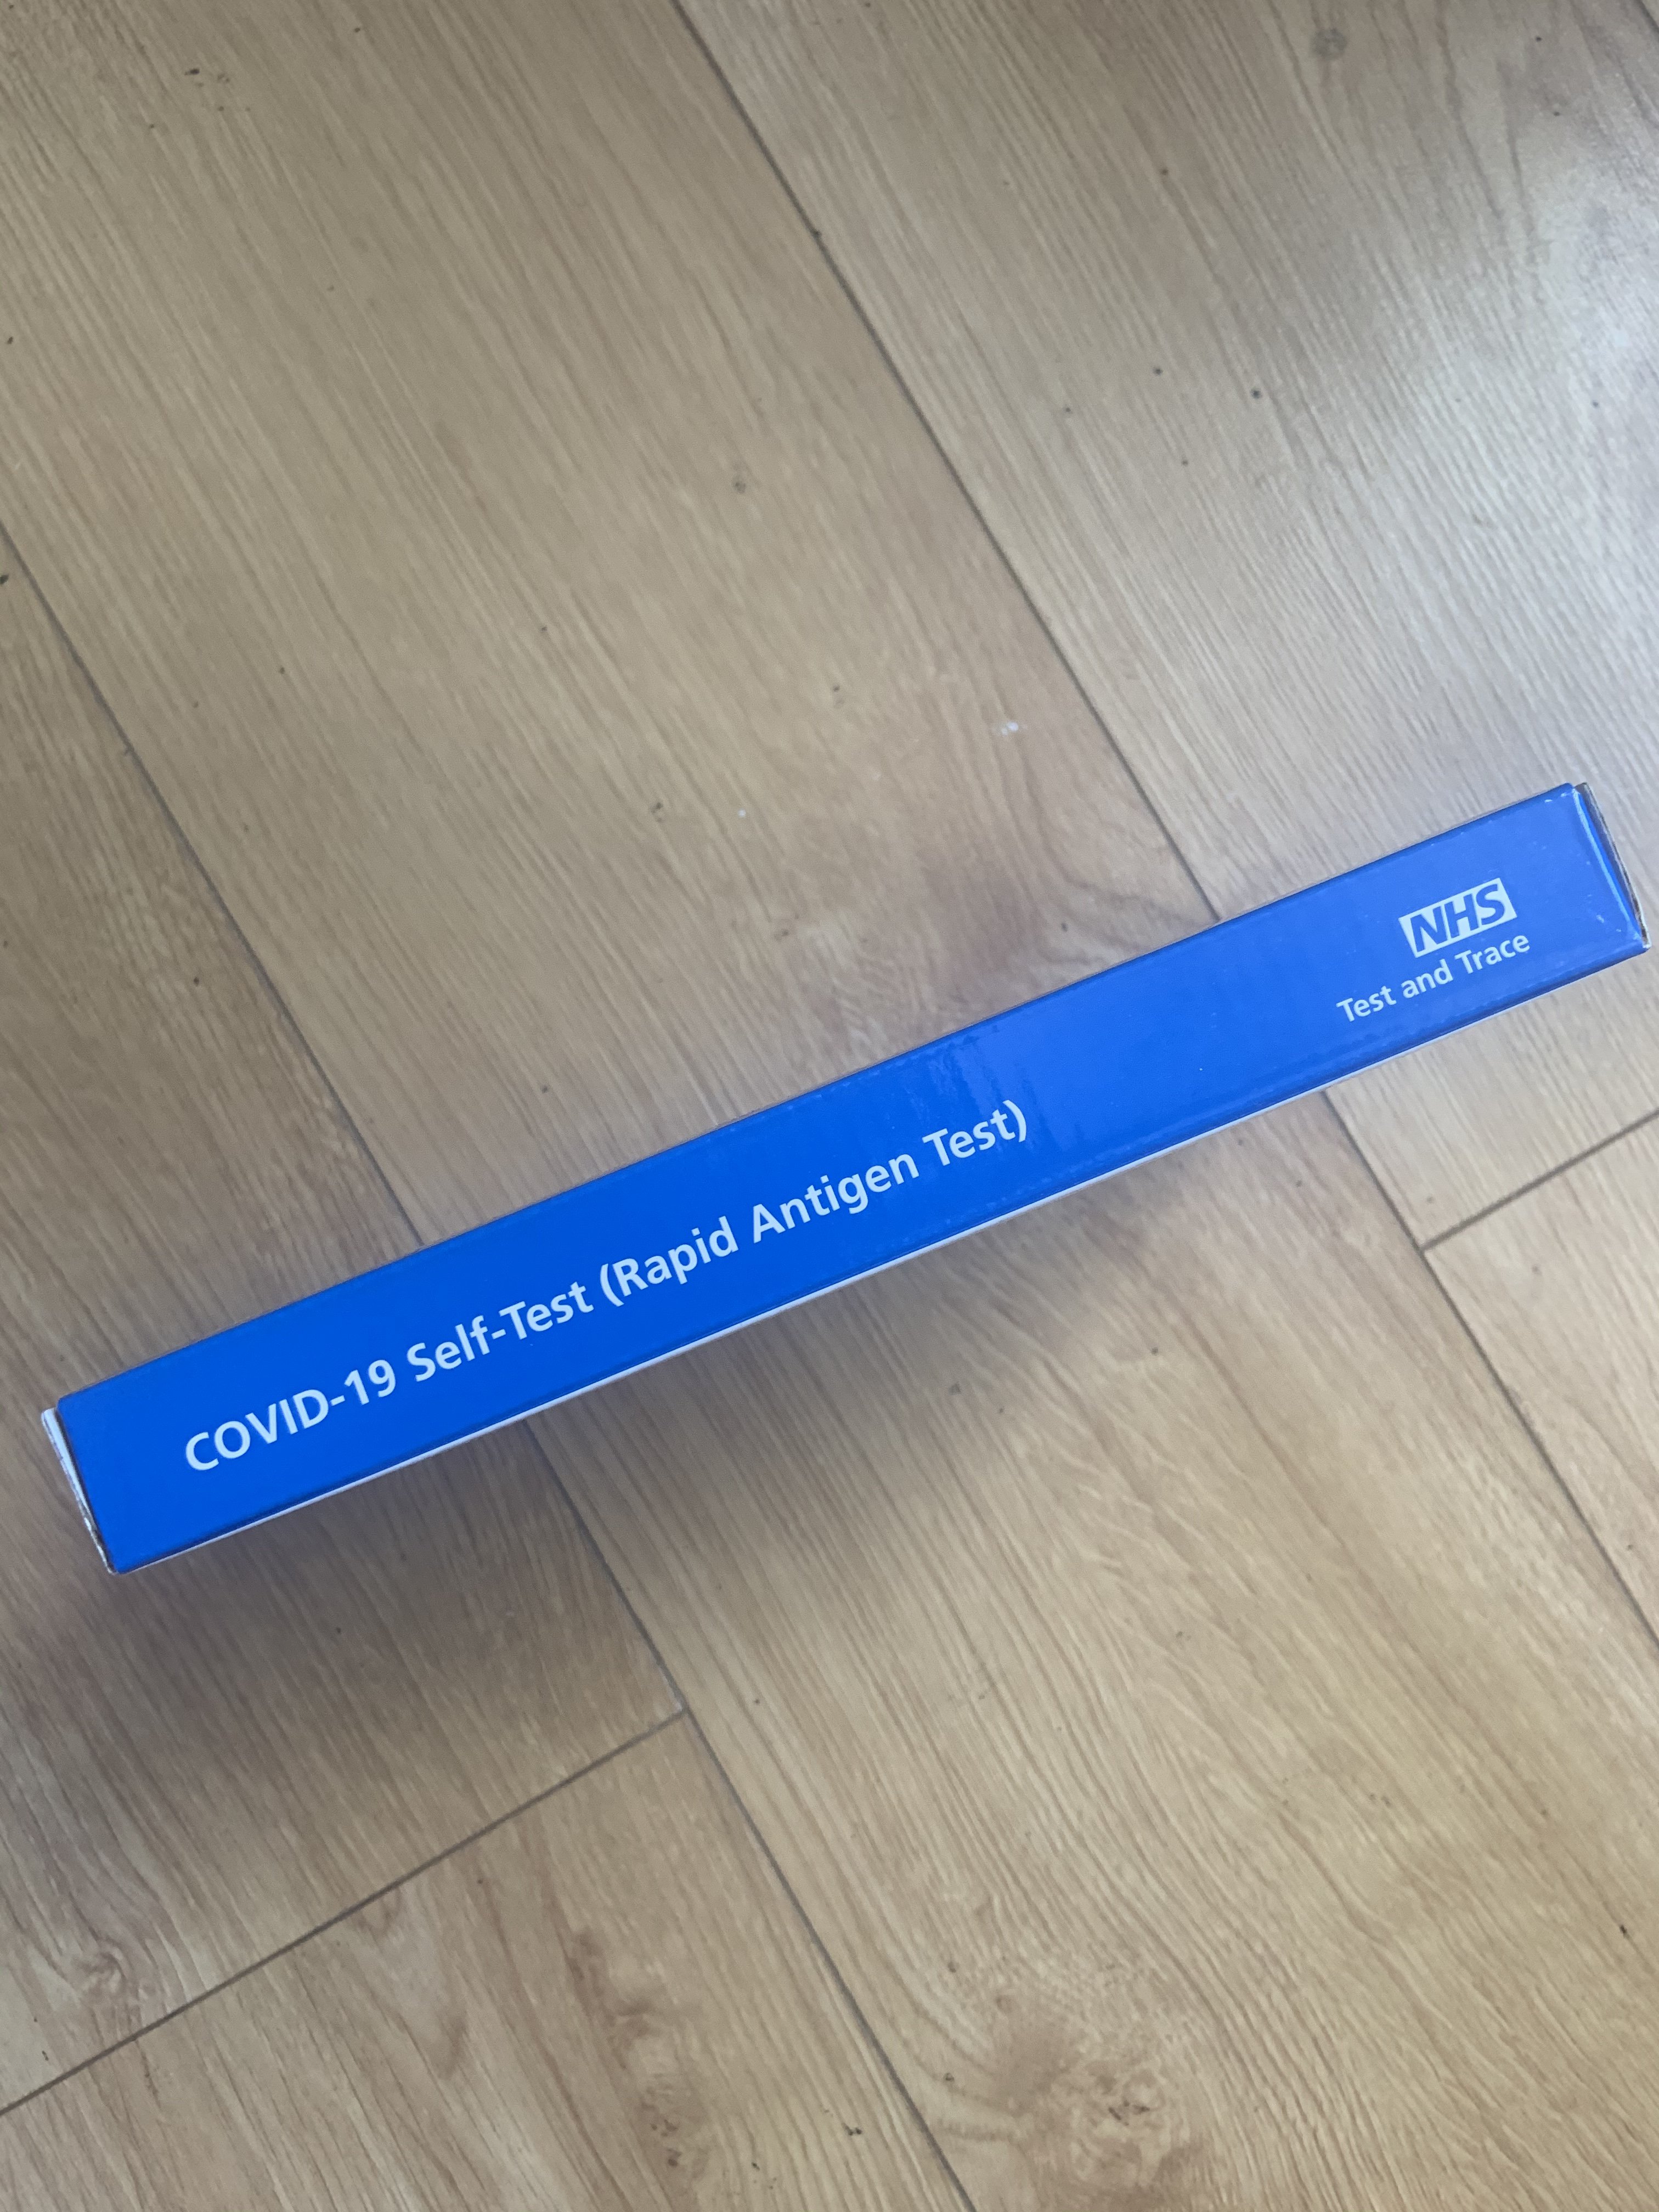 COVID-19 Self-Test (Rapid Antigen Test)
NHS
Test and Trace